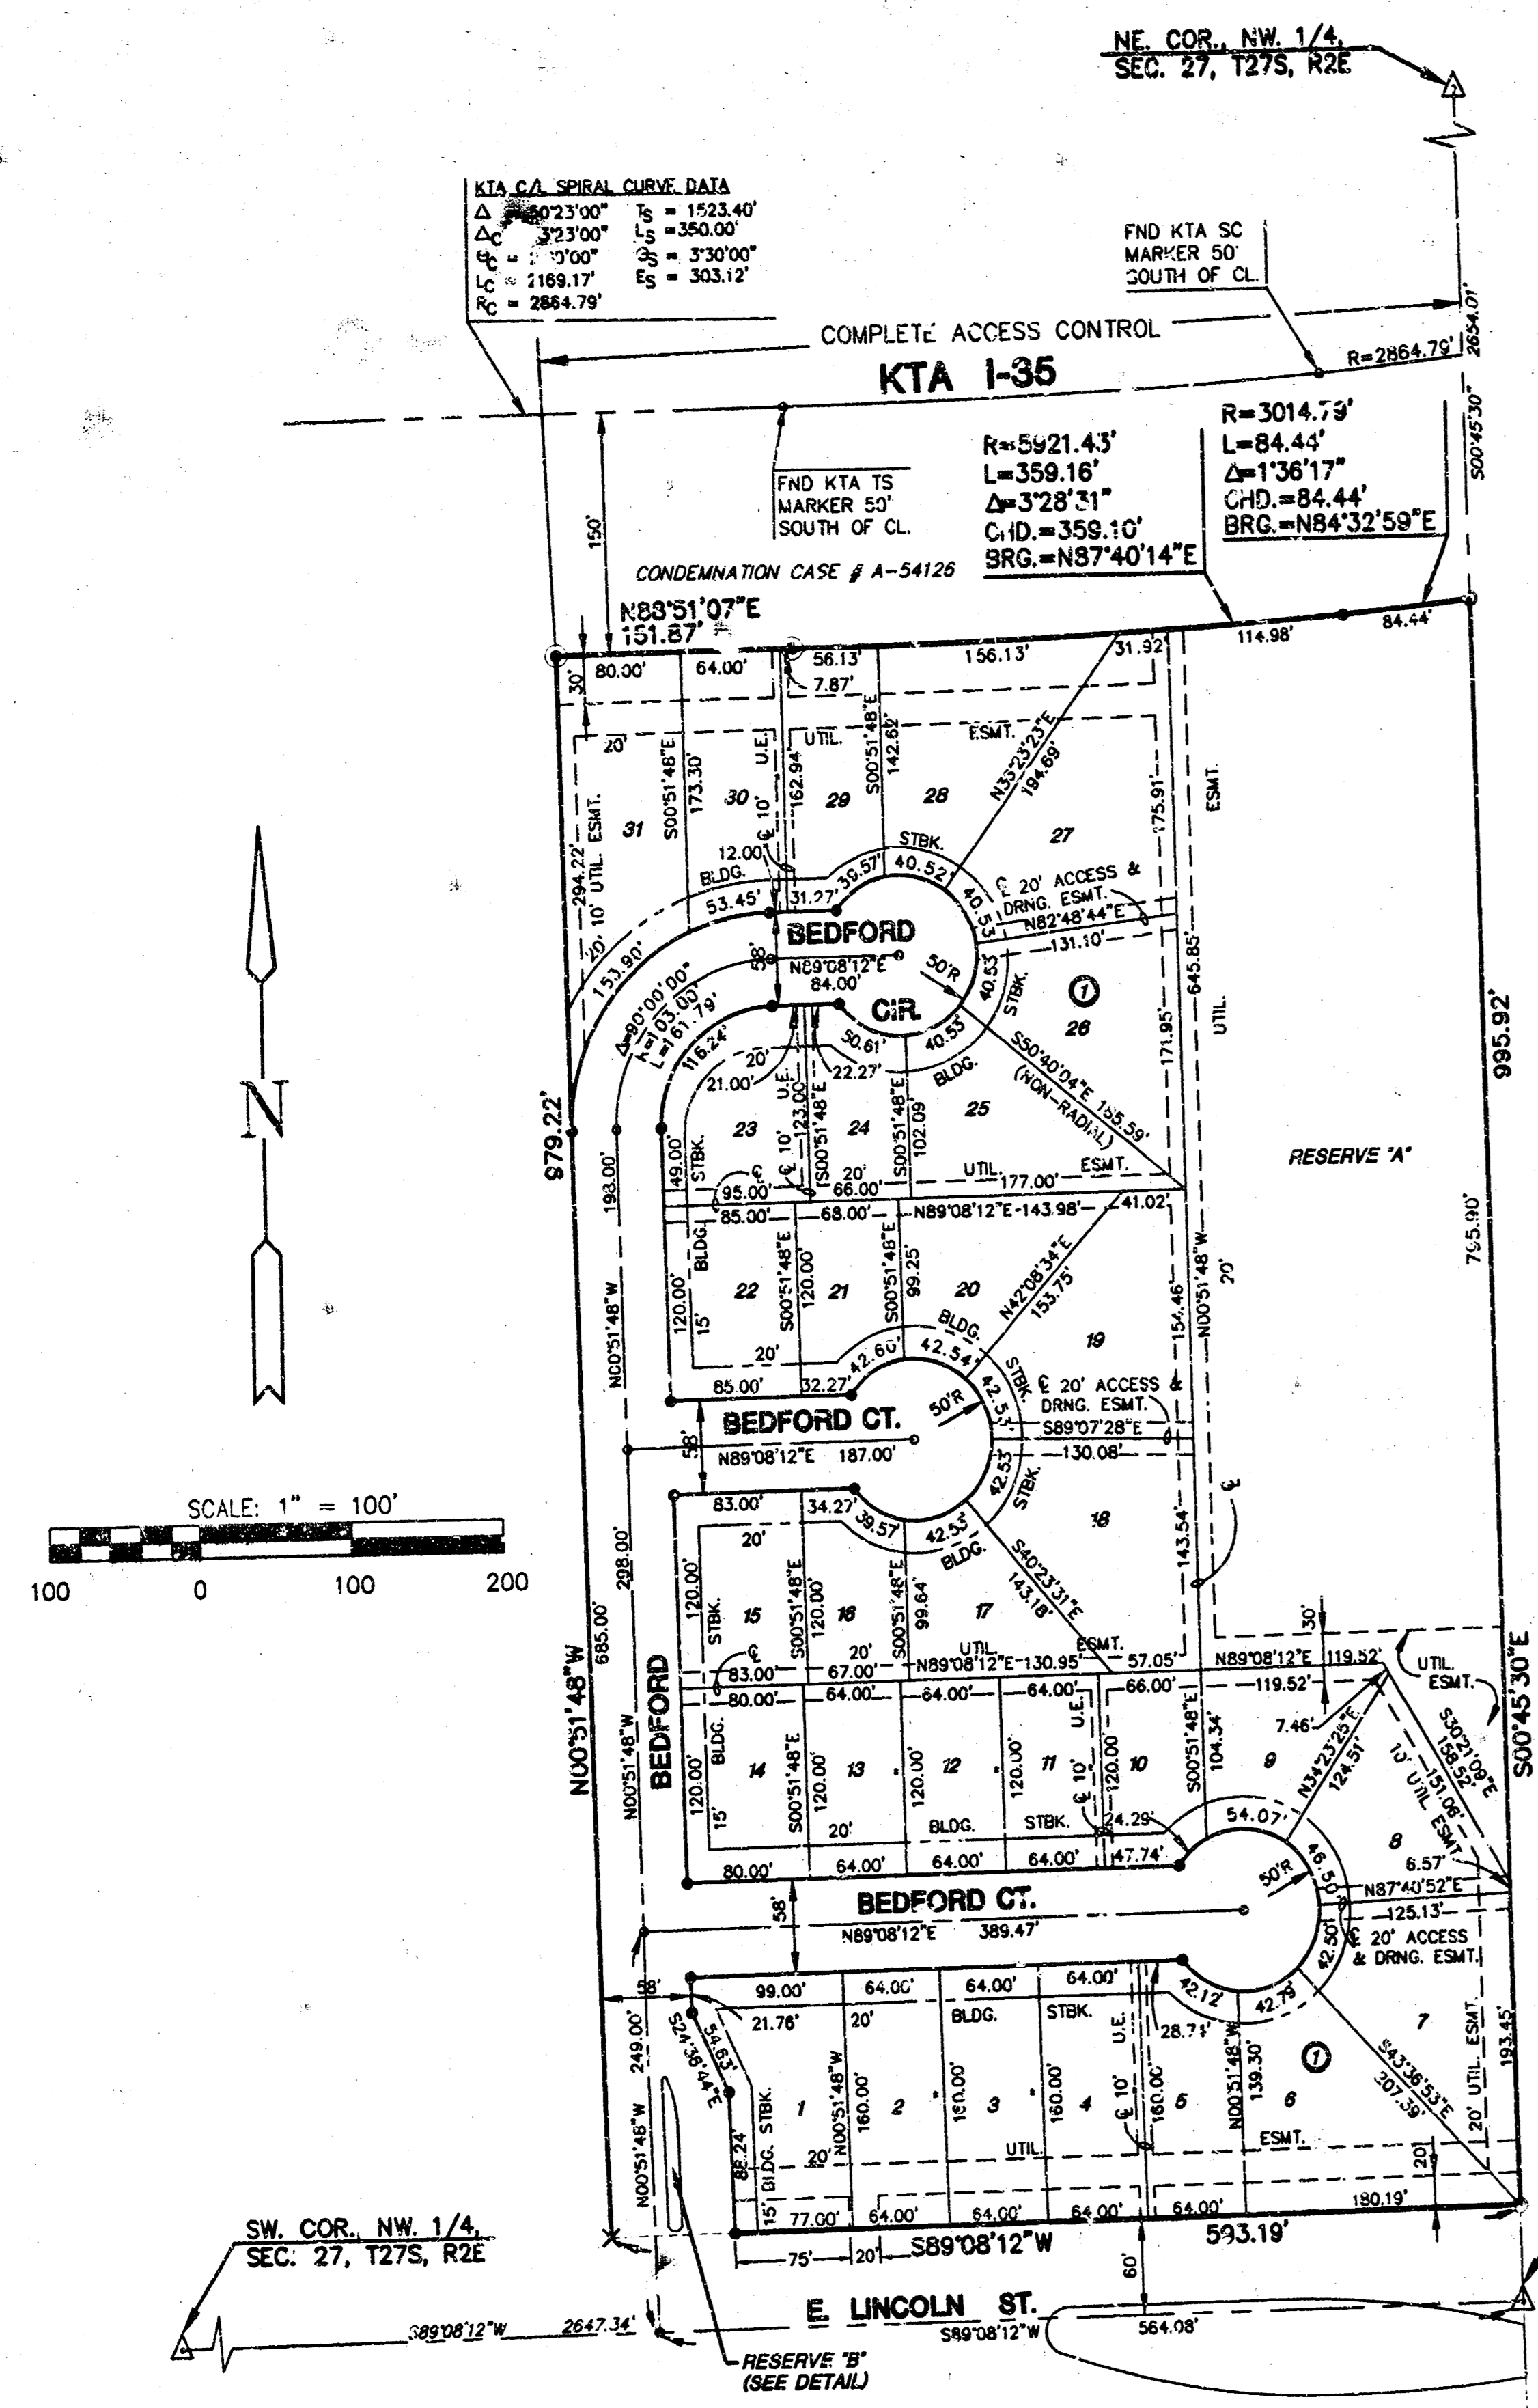 NE. COR., NW. 1/4,
SEC. 27, T27S, R2E
KTA C/L SPIRAL CURVE DATA
Δ 50°23'00" TS = 1523.40'
ΔC 3°23'00" LS = 350.00'
ΘS = 3°30'00"
LC = 2169.17' ES = 303.12'
RC = 2864.79'
FND KTA SC
MARKER 50'
SOUTH OF CL.
COMPLETE ACCESS CONTROL
KTA I-35
R=2864.79'
2654.01'
S00°45'30"
150'
FND KTA TS
MARKER 50'
SOUTH OF CL.
R=5921.43'
L=359.16'
Δ=3°28'31"
CHD.=359.10'
BRG.=N87°40'14"E
R=3014.79'
L=84.44'
Δ=1°36'17"
CHD.=84.44'
BRG.=N84°32'59"E
CONDEMNATION CASE # A-54126
N88°51'07"E
151.87'
80.00' 64.00' 56.13' 156.13' 31.92' 114.98' 84.44'
7.87'
30'
20' U.E. UTIL. ESMT.
S00°51'48"E
173.30'
162.94'
S00°51'48"E
142.62'
194.69'
175.91'
ESMT.
31 30 29 28 27
294.22'
10' UTIL. ESMT.
12.00' ℄ 10'
BLDG. STBK.
53.45' 31.27' 39.57' 40.52' 40.53'
℄ 20' ACCESS &
DRNG. ESMT.
N82°48'44"E
131.10'
20'
153.90'
BEDFORD
58'
N89°08'12"E
84.00'
CIR.
50'R
40.53' STBK.
1
26
645.85'
UTIL.
Δ=90°00'00"
R=103.00'
L=161.79'
116.24'
20'
21.00' 22.27' 50.61' 40.53'
BLDG.
S50°40'04"E
(NON-RADIAL)
171.95'
995.92'
879.22'
198.00'
49.00' STBK.
23 24 25
U.E.
℄ 10' 123.00'
S00°51'48"E
S00°51'48"E
102.09'
20' UTIL. ESMT.
℄
95.00' 66.00' 177.00'
85.00' 68.00' N89°08'12"E 143.98' 41.02'
RESERVE "A"
N
BLDG.
120.00'
15'
22 21 20
S00°51'48"E
120.00'
S00°51'48"E
99.25'
N42°08'34"E
153.75'
19
154.46'
N00°51'48"W
20'
N00°51'48"W
20'
85.00' 32.27' 42.60' 42.54' 42.53'
BLDG. STBK.
℄ 20' ACCESS &
DRNG. ESMT.
S89°07'28"E
130.08'
BEDFORD CT.
50'R
58'
N89°08'12"E 187.00'
83.00' 34.27' 39.57' 42.53' 42.53'
STBK.
BLDG.
SCALE: 1" = 100'
100 0 100 200
298.00'
685.00'
20'
120.00'
STBK.
15 16 17 18
S00°51'48"E
120.00'
S00°51'48"E
99.64'
S40°23'31"E
143.18'
143.54'
℄
20' UTIL. ESMT.
℄
83.00' 67.00' N89°08'12"E 130.95' 57.05' N89°08'12"E 119.52'
30'
80.00' 64.00' 64.00' 64.00' 66.00' 119.52'
UTIL.
ESMT.
N00°51'48"W
N00°51'48"W
BEDFORD
BLDG.
120.00'
15'
14 13 12 11 10 9
S00°51'48"E
120.00'
120.00'
120.00'
U.E.
℄ 10' 120.00'
S00°51'48"E
104.34'
7.46'
N34°23'25"E
124.51'
S30°21'09"E
158.52'
151.06'
10' UTIL. ESMT.
S00°45'30"E
20' BLDG. STBK.
24.29' 54.07' 46.50'
8
6.57'
80.00' 64.00' 64.00' 64.00' 47.74'
BEDFORD CT.
50'R
N87°40'52"E
125.13'
58'
N89°08'12"E 389.47'
℄ 20' ACCESS
& DRNG. ESMT.
42.50'
58'
99.00' 64.00' 64.00' 64.00' 42.12' 42.79'
21.76' 20' BLDG. STBK. 28.71'
S24°36'44"E
54.63'
249.00'
N00°51'48"W
88.24'
15' BLDG. STBK.
1 2 3 4 5 6 7
1
N00°51'48"W
160.00'
160.00'
160.00'
U.E.
℄ 10' 160.00'
N00°51'48"W
139.30'
S43°36'53"E
207.39'
20' UTIL. ESMT.
193.45'
20' UTIL. ESMT.
20'
77.00' 64.00' 64.00' 64.00' 64.00' 180.19'
75' 20' S89°08'12"W 593.19'
60'
SW. COR., NW. 1/4,
SEC. 27, T27S, R2E
E LINCOLN ST.
S89°08'12"W 2647.34' S89°08'12"W 564.08'
RESERVE "B"
(SEE DETAIL)